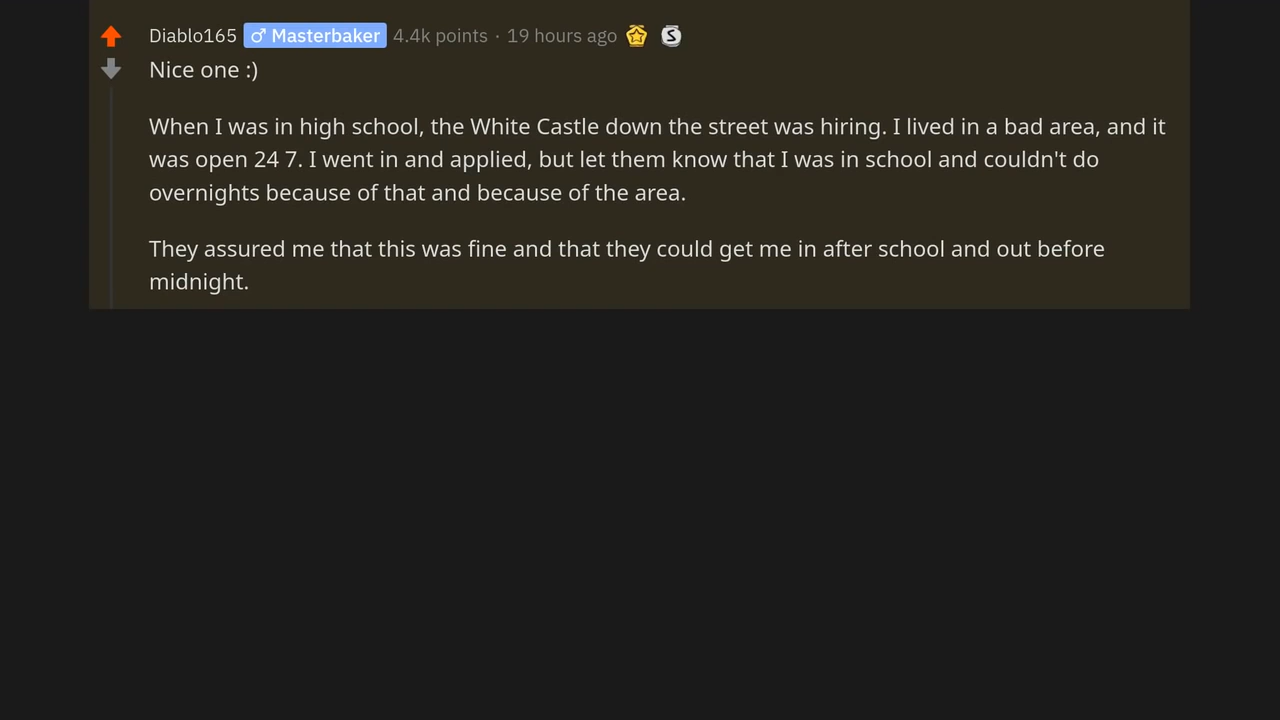 Diablo165 ♂ Masterbaker 4.4k points · 19 hours ago S
Nice one :)
When I was in high school, the White Castle down the street was hiring. I lived in a bad area, and it
was open 24 7. I went in and applied, but let them know that I was in school and couldn't do
overnights because of that and because of the area.
They assured me that this was fine and that they could get me in after school and out before
midnight.